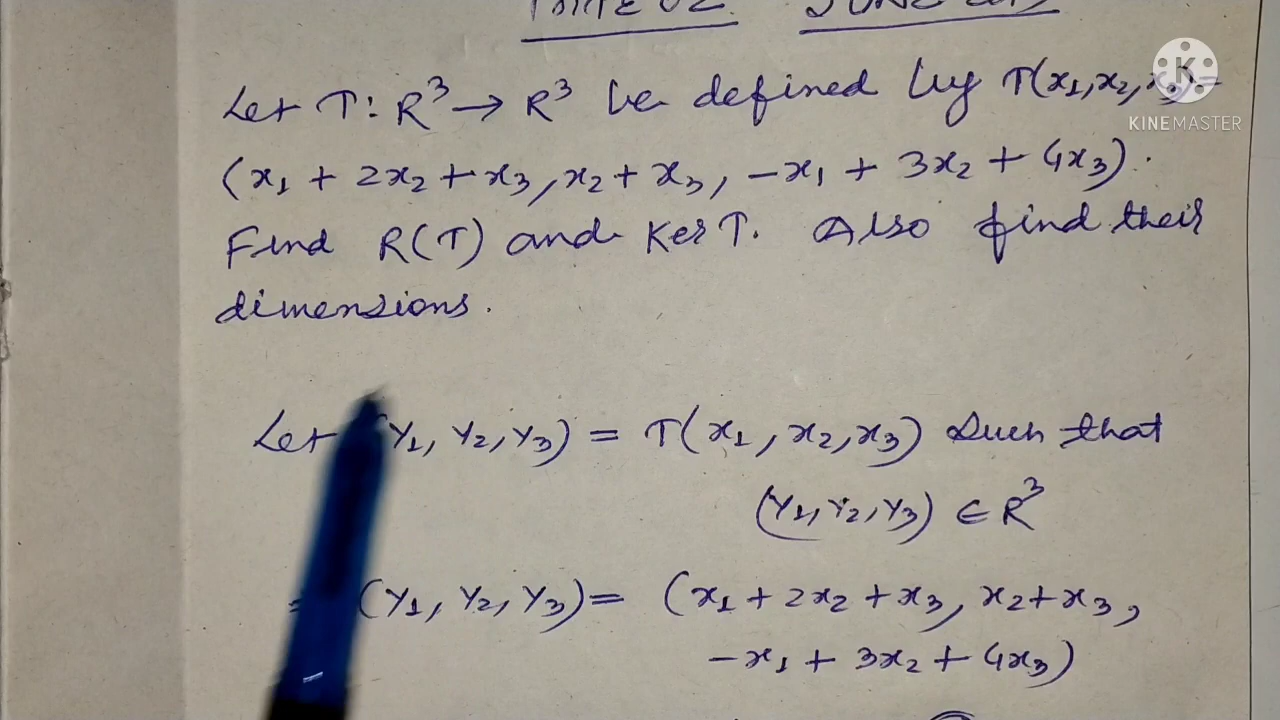 Let T: R³ → R³ be defined by T(x₁, x₂, x₃) =
(x₁ + 2x₂ + x₃, x₂ + x₃, -x₁ + 3x₂ + 4x₃).
Find R(T) and Ker T. Also find their
dimensions.
Let (Y₁, Y₂, Y₃) = T(x₁, x₂, x₃) such that
(Y₁, Y₂, Y₃) ∈ R³
(Y₁, Y₂, Y₃) = (x₁ + 2x₂ + x₃, x₂ + x₃,
-x₁ + 3x₂ + 4x₃)
K
KINEMASTER